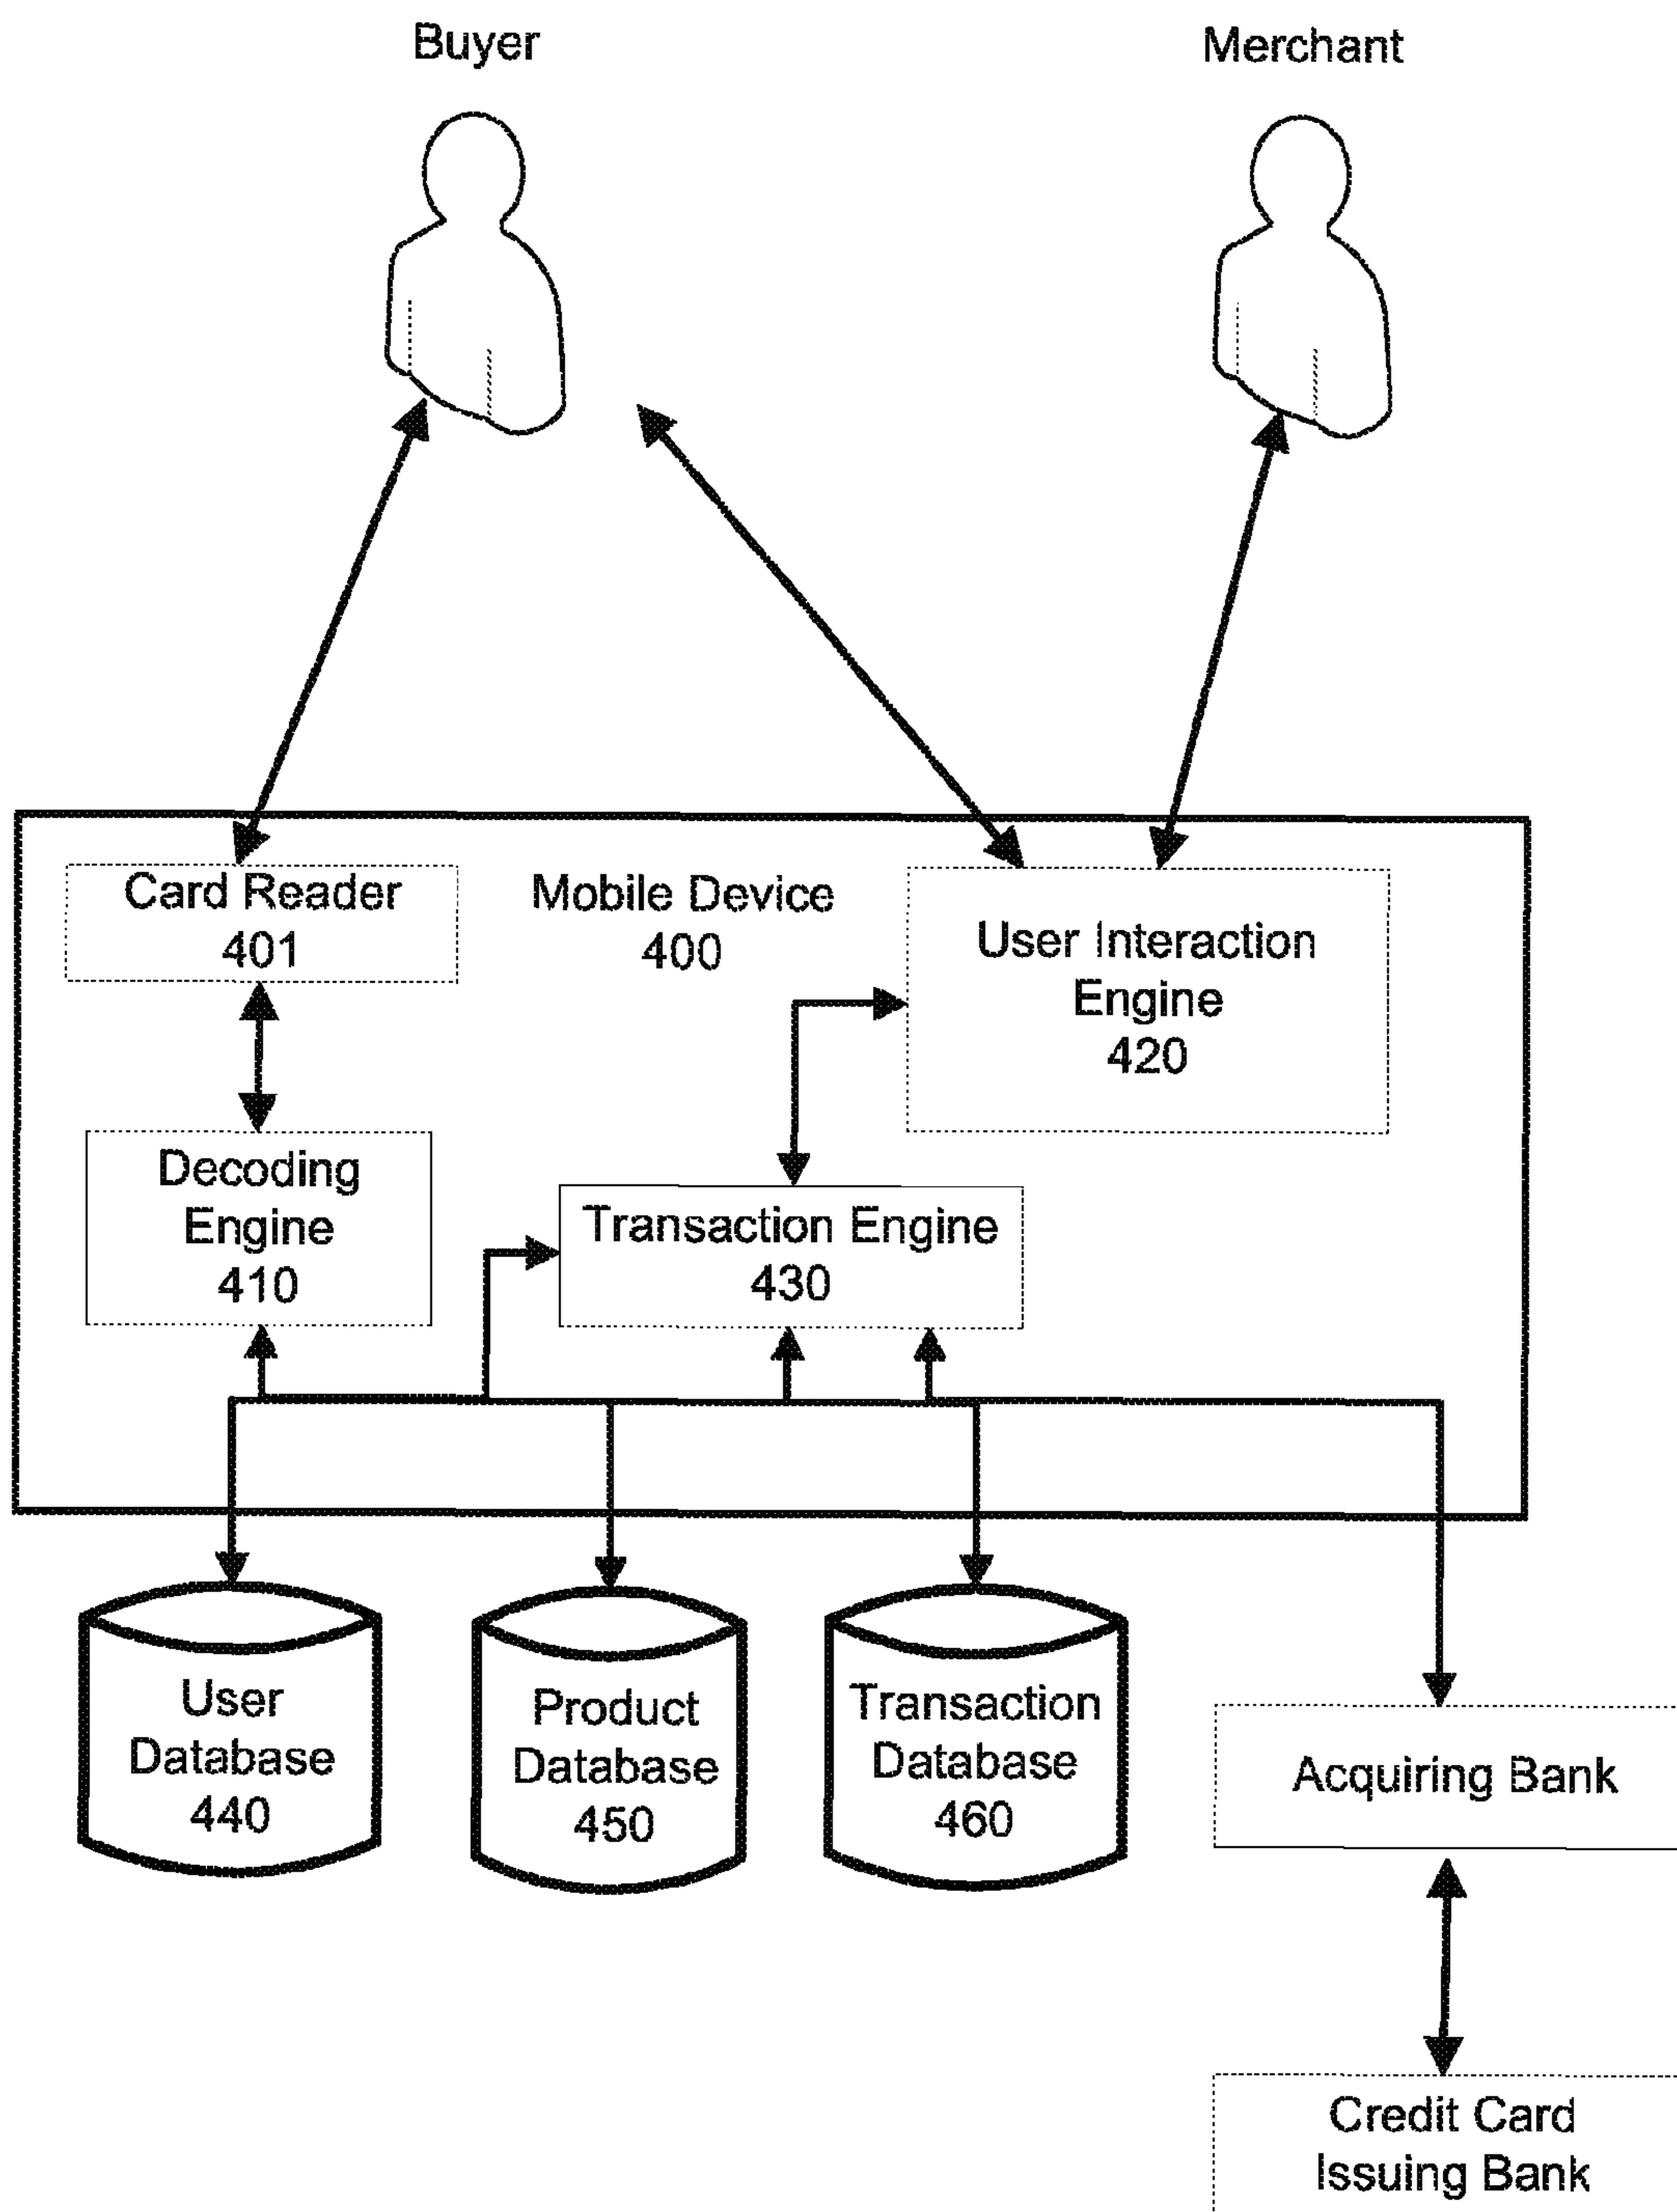 Buyer
Merchant
Card Reader
401
Mobile Device
400
User Interaction
Engine
420
Decoding
Engine
410
Transaction Engine
430
User
Database
440
Product
Database
450
Transaction
Database
460
Acquiring Bank
Credit Card
Issuing Bank